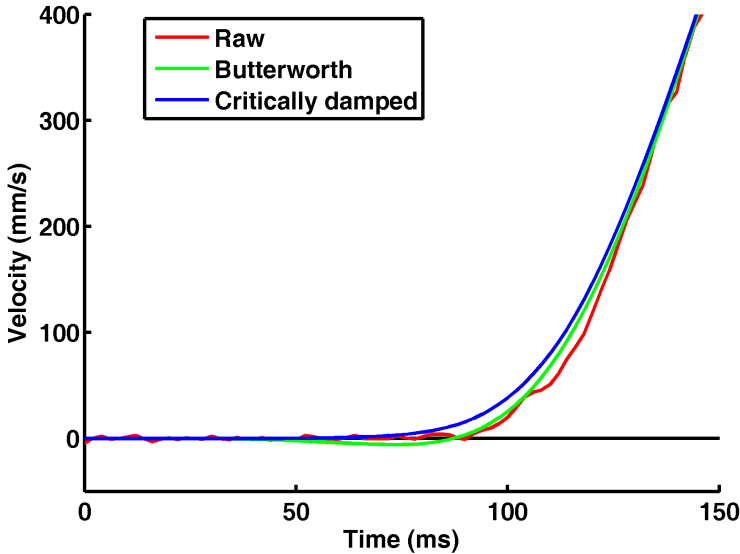 400
300
200
100
0
Velocity (mm/s)
Raw
Butterworth
Critically damped
0
50
100
150
Time (ms)